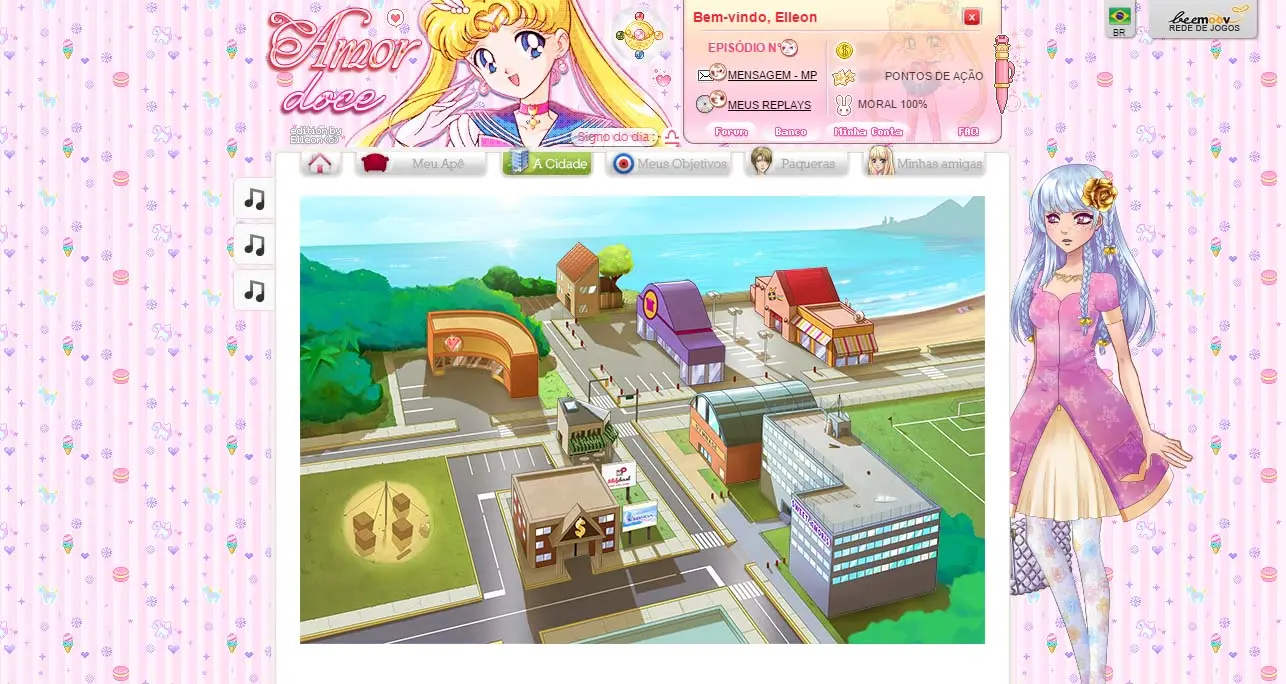 Amor
doce
édition by
Elleon ©
Signo do dia:
Bem-vindo, Elleon
EPISÓDIO N°
MENSAGEM - MP
MEUS REPLAYS
PONTOS DE AÇÃO
MORAL 100%
Forum
Banco
Minha Conta
FAQ
BR
beemoov
REDE DE JOGOS
Meu Apê
A Cidade
Meus Objetivos
Paqueras
Minhas amigas
$